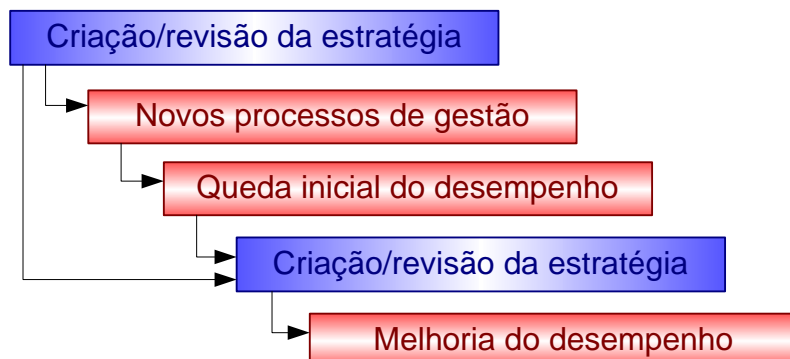 Criação/revisão da estratégia
Novos processos de gestão
Queda inicial do desempenho
Criação/revisão da estratégia
Melhoria do desempenho